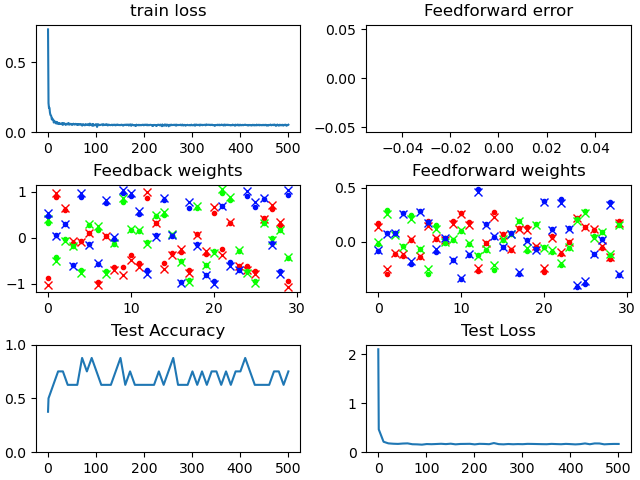 train loss
Feedforward error
0.5
0.0
0 100 200 300 400 500
0.05
0.00
−0.05
−0.04 −0.02 0.00 0.02 0.04
Feedback weights
Feedforward weights
1
0
−1
0 10 20 30
0.5
0.0
0 10 20 30
Test Accuracy
Test Loss
1.0
0.5
0.0
0 100 200 300 400 500
2
1
0
0 100 200 300 400 500